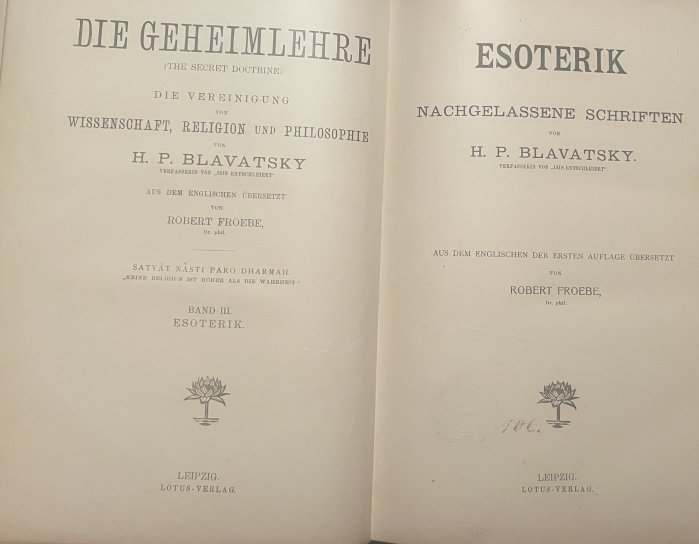 DIE GEHEIMLEHRE
(THE SECRET DOCTRINE)
DIE VEREINIGUNG
VON
WISSENSCHAFT, RELIGION UND PHILOSOPHIE
VON
H. P. BLAVATSKY
VERFASSERIN VON „ISIS ENTSCHLEIERT“.
AUS DEM ENGLISCHEN ÜBERSETZT
VON
ROBERT FROEBE,
Dr. phil.
SATYÂT NÂSTI PARO DHARMAH.
„KEINE RELIGION IST HÖHER ALS DIE WAHRHEIT“
BAND III.
ESOTERIK.
LEIPZIG.
LOTUS-VERLAG.
ESOTERIK
NACHGELASSENE SCHRIFTEN
VON
H. P. BLAVATSKY.
VERFASSERIN VON „ISIS ENTSCHLEIERT“.
AUS DEM ENGLISCHEN DER ERSTEN AUFLAGE ÜBERSETZT
VON
ROBERT FROEBE,
Dr. phil.
LEIPZIG.
LOTUS-VERLAG.